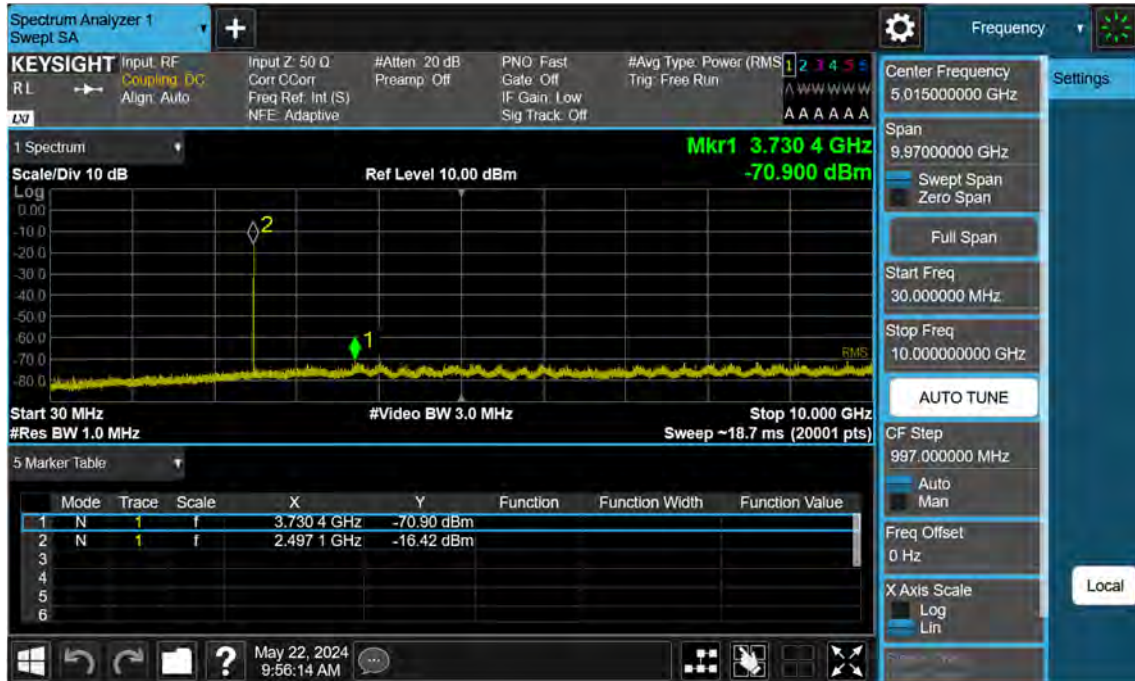 Spectrum Analyzer 1
Swept SA
+
Frequency
KEYSIGHT
Input: RF
Coupling: DC
Align: Auto
R L
LXI
Input Z: 50 Ω
Corr CCorr
Freq Ref: Int (S)
NFE: Adaptive
#Atten: 20 dB
Preamp: Off
PNO: Fast
Gate: Off
IF Gain: Low
Sig Track: Off
#Avg Type: Power (RMS
Trig: Free Run
1 2 3 4 5 6
A W W W W W
A A A A A A
Center Frequency
5.015000000 GHz
Settings
Span
9.97000000 GHz
Swept Span
Zero Span
Full Span
Start Freq
30.000000 MHz
Stop Freq
10.000000000 GHz
AUTO TUNE
CF Step
997.000000 MHz
Auto
Man
Freq Offset
0 Hz
X Axis Scale
Log
Lin
Local
1 Spectrum
Scale/Div 10 dB
Ref Level 10.00 dBm
Mkr1 3.730 4 GHz
-70.900 dBm
Log
0.00
-10.0
-20.0
-30.0
-40.0
-50.0
-60.0
-70.0
-80.0
2
1
RMS
Start 30 MHz
#Video BW 3.0 MHz
Stop 10.000 GHz
#Res BW 1.0 MHz
Sweep ~18.7 ms (20001 pts)
5 Marker Table
Mode Trace Scale X Y Function Function Width Function Value
1 N 1 f 3.730 4 GHz -70.90 dBm
2 N 1 f 2.497 1 GHz -16.42 dBm
3
4
5
6
?
May 22, 2024
9:56:14 AM